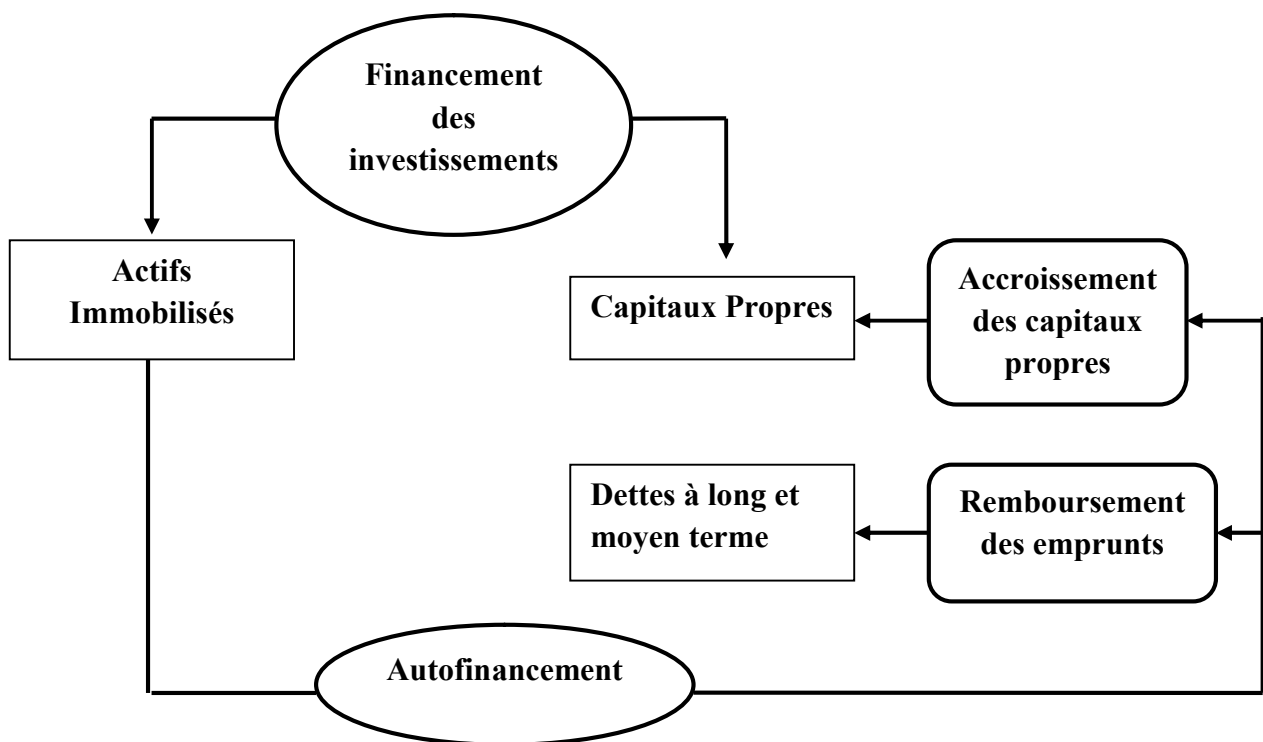 Financement
des
investissements
Actifs
Immobilisés
Capitaux Propres
Accroissement
des capitaux
propres
Dettes à long et
moyen terme
Remboursement
des emprunts
Autofinancement